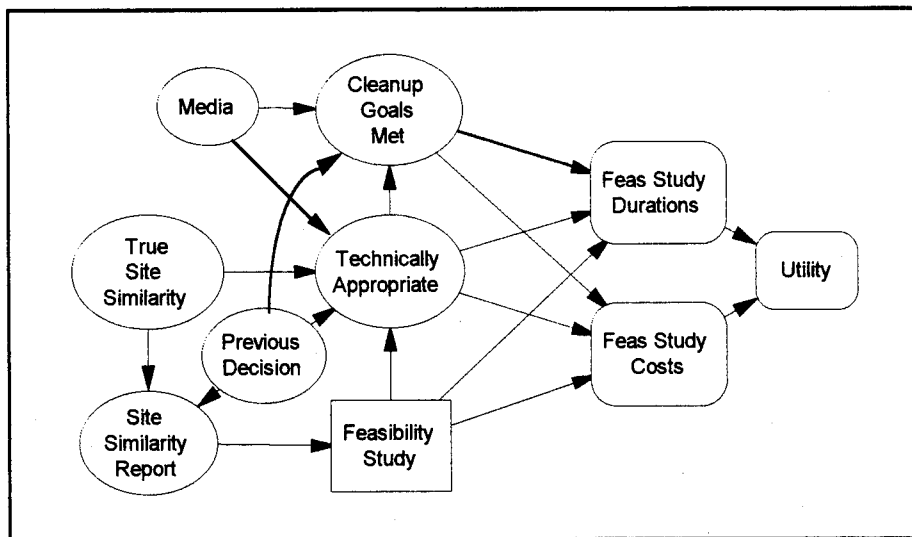 Media
Cleanup
Goals
Met
Feas Study
Durations
True
Site
Similarity
Technically
Appropriate
Utility
Previous
Decision
Feas Study
Costs
Site
Similarity
Report
Feasibility
Study